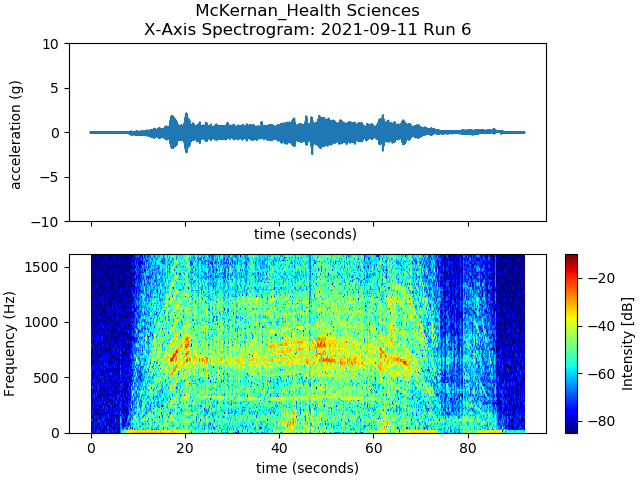 McKernan_Health Sciences
X-Axis Spectrogram: 2021-09-11 Run 6
10
5
0
−5
−10
acceleration (g)
time (seconds)
1500
1000
500
0
Frequency (Hz)
0
20
40
60
80
time (seconds)
−20
−40
−60
−80
Intensity [dB]